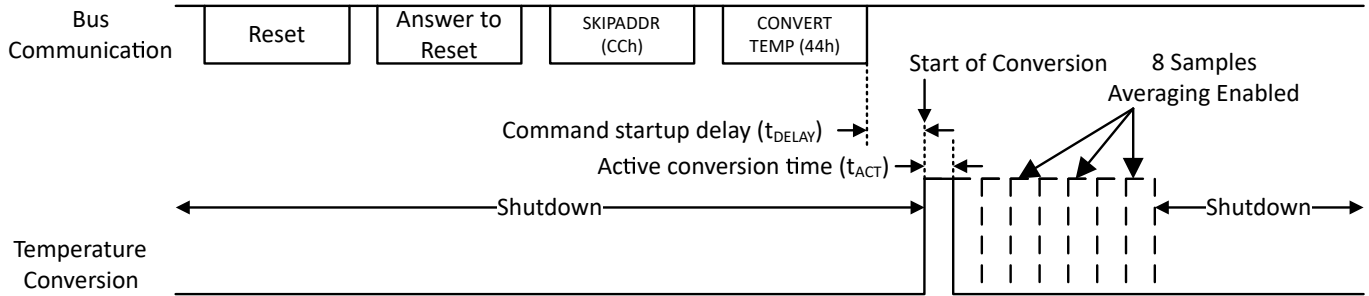 Bus
Communication
Reset
Answer to
Reset
SKIPADDR
(CCh)
CONVERT
TEMP (44h)
Start of Conversion
8 Samples
Averaging Enabled
Command startup delay (tDELAY)
Active conversion time (tACT)
Shutdown
Shutdown
Temperature
Conversion